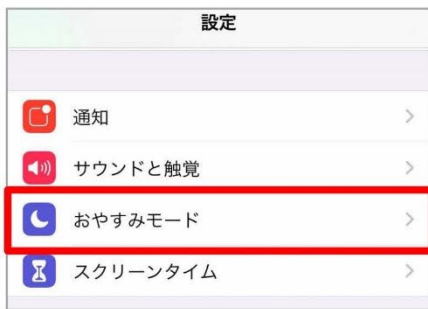 設定
通知
サウンドと触覚
おやすみモード
スクリーンタイム